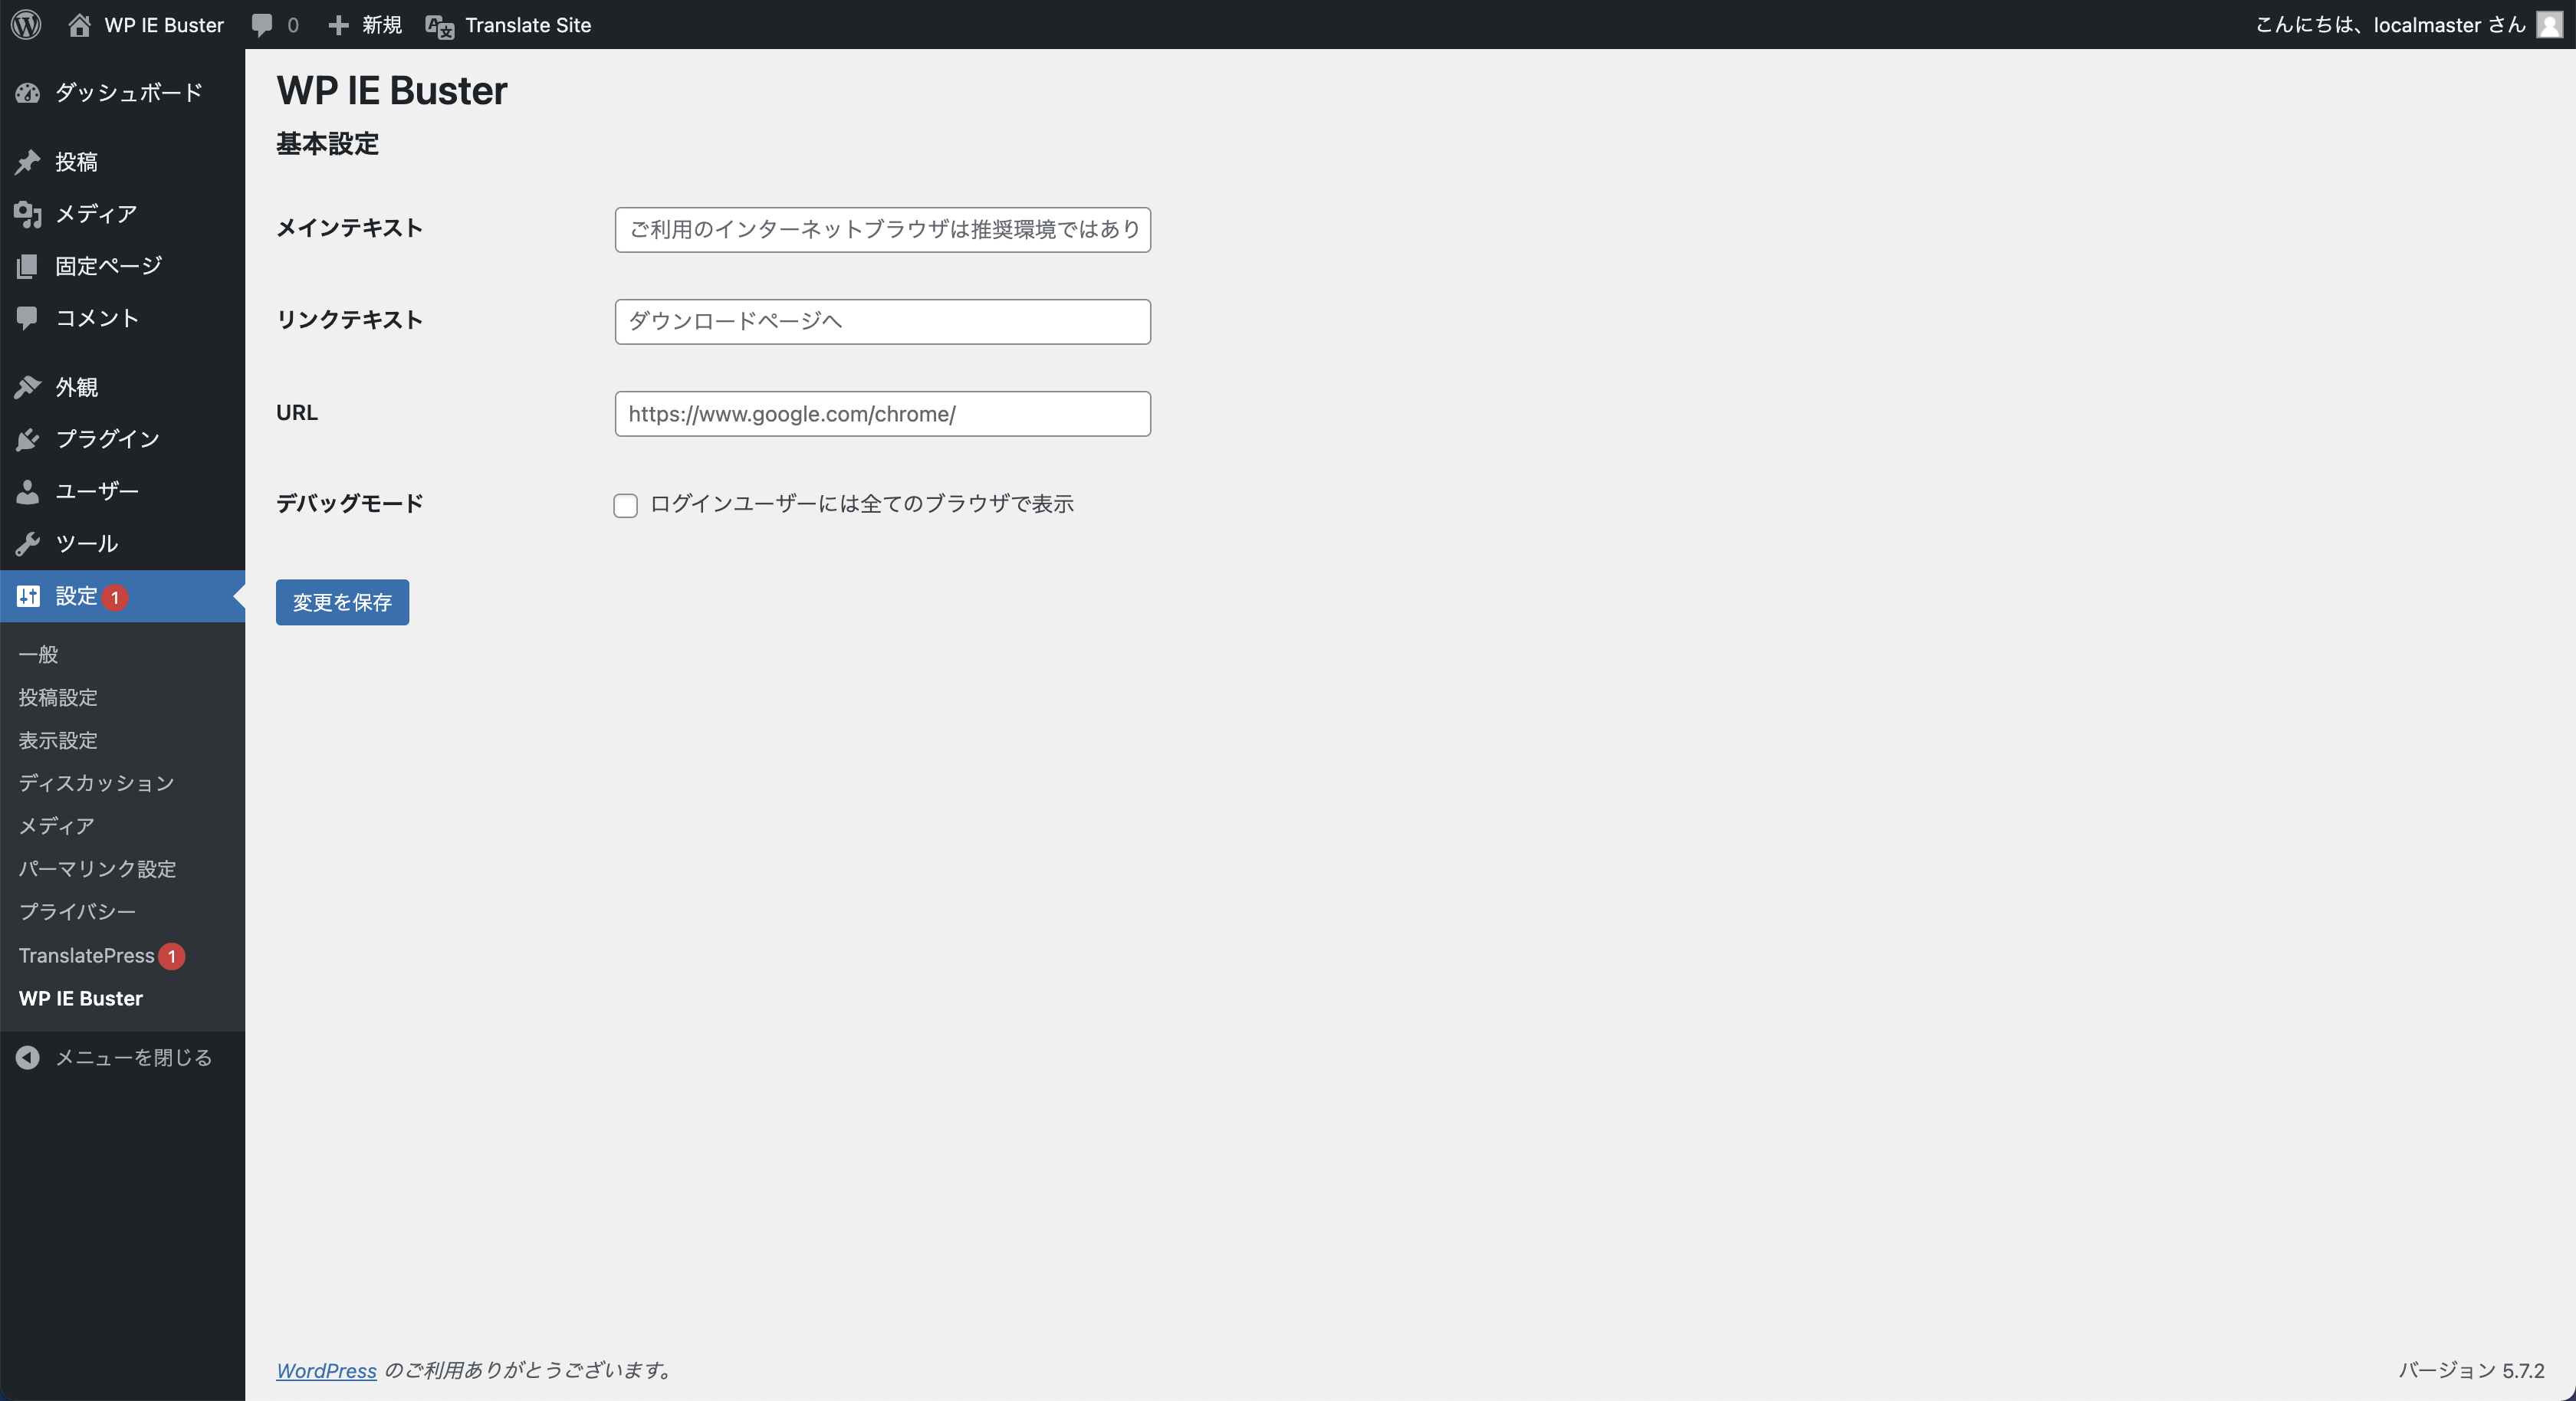 WP IE Buster
0
新規
Translate Site
こんにちは、localmaster さん
ダッシュボード
投稿
メディア
固定ページ
コメント
外観
プラグイン
ユーザー
ツール
設定 1
一般
投稿設定
表示設定
ディスカッション
メディア
パーマリンク設定
プライバシー
TranslatePress 1
WP IE Buster
メニューを閉じる
WP IE Buster
基本設定
メインテキスト
ご利用のインターネットブラウザは推奨環境ではあり
リンクテキスト
ダウンロードページへ
URL
https://www.google.com/chrome/
デバッグモード
ログインユーザーには全てのブラウザで表示
変更を保存
WordPress のご利用ありがとうございます。
バージョン 5.7.2